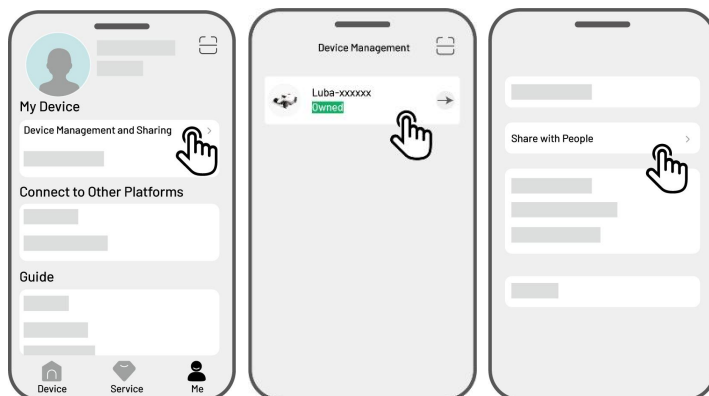 My Device
Device Management and Sharing
Connect to Other Platforms
Guide
Device
Service
Me
Device Management
Luba-xxxxxx
Owned
Share with People